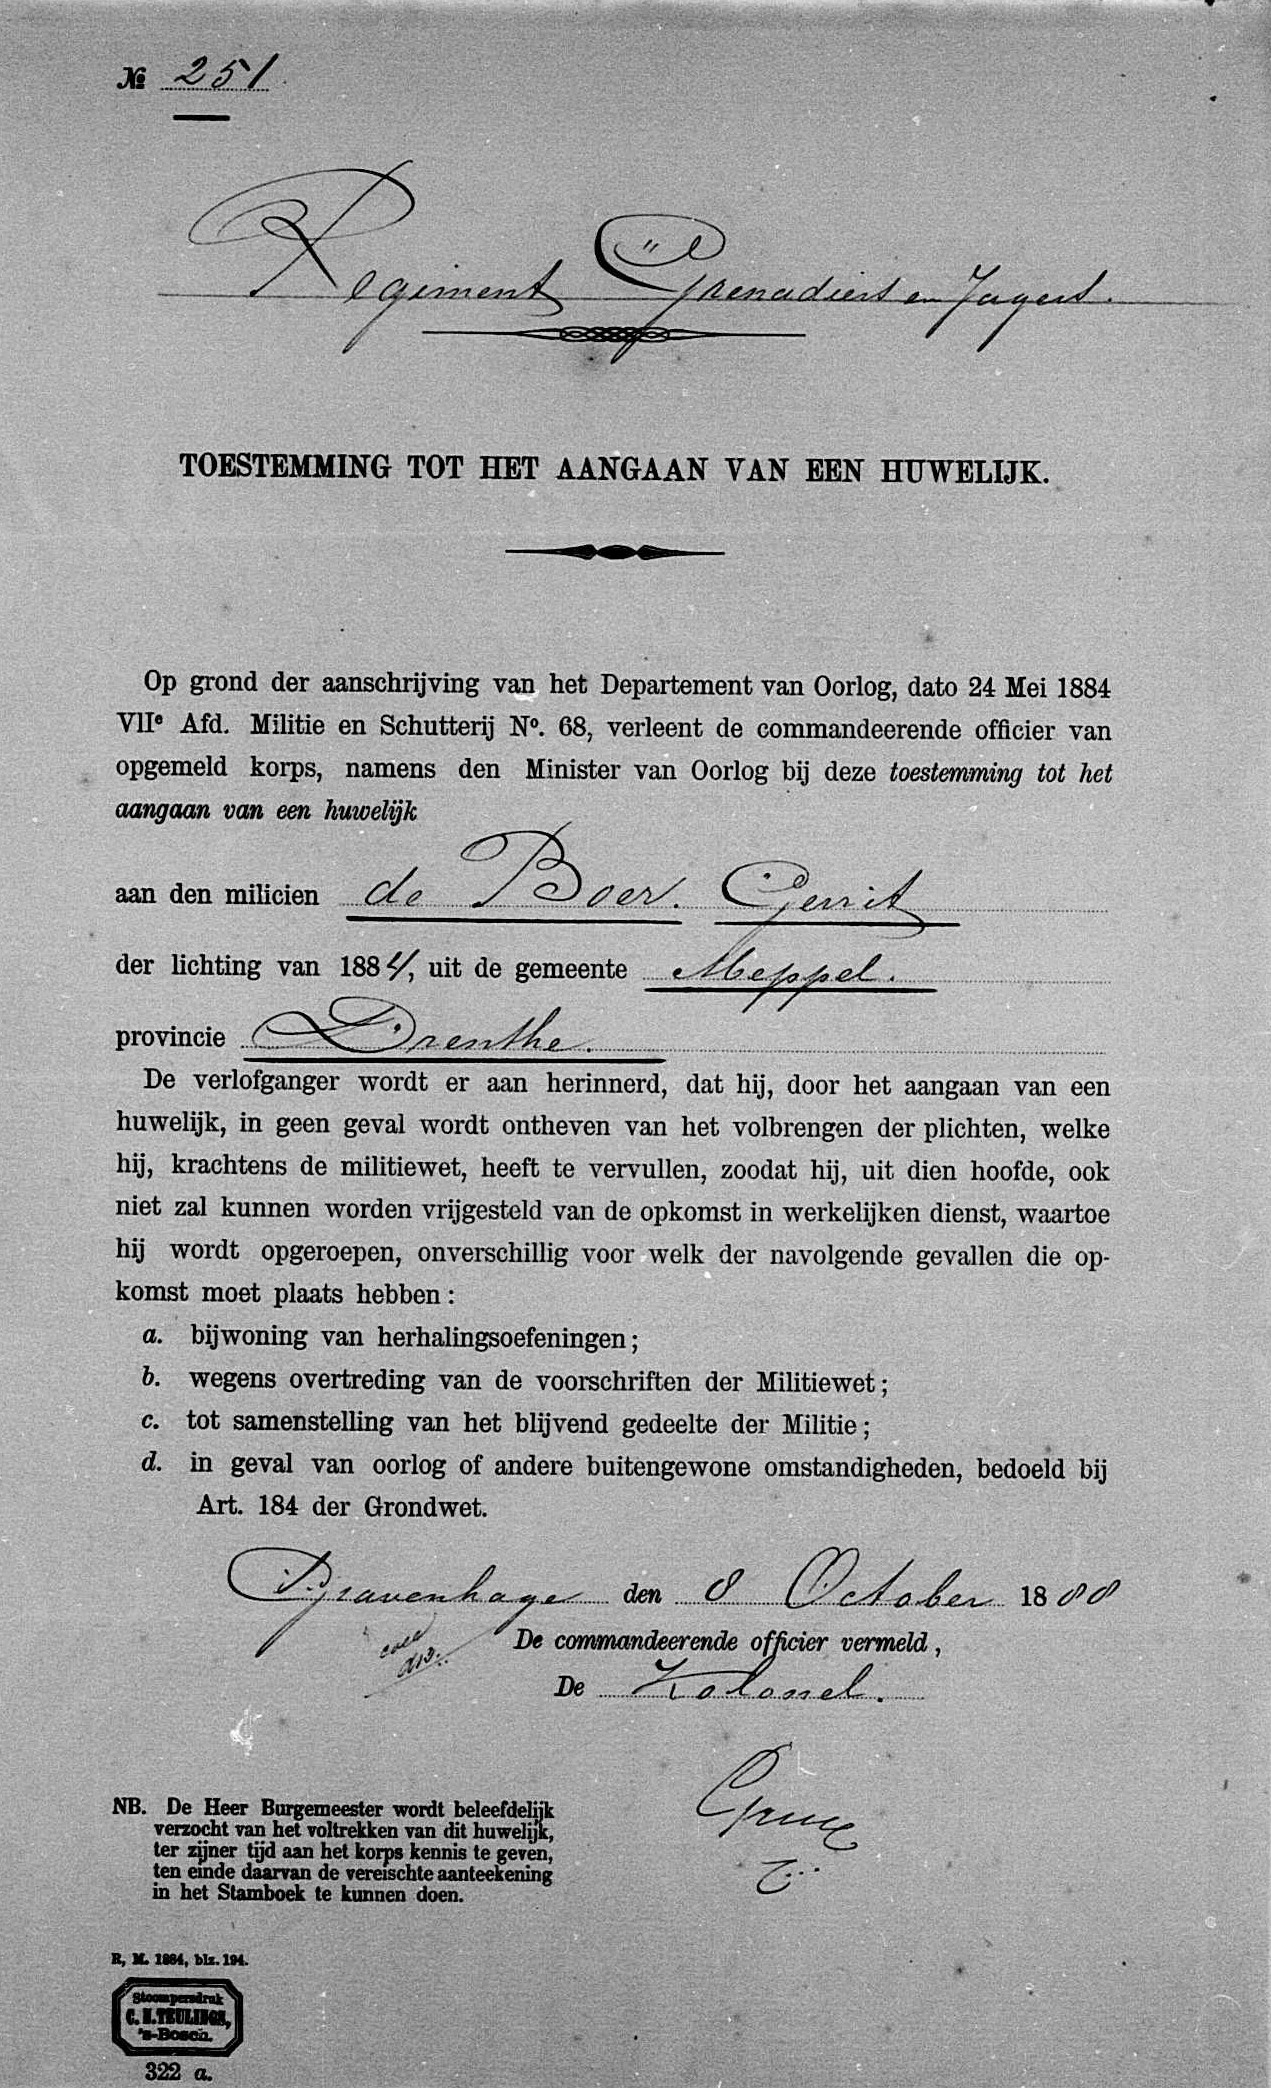 № 251
Regiment Grenadiers en Jagers.
TOESTEMMING TOT HET AANGAAN VAN EEN HUWELIJK.
Op grond der aanschrijving van het Departement van Oorlog, dato 24 Mei 1884
VIIe Afd. Militie en Schutterij No. 68, verleent de commandeerende officier van
opgemeld korps, namens den Minister van Oorlog bij deze toestemming tot het
aangaan van een huwelijk
aan den milicien de Boer. Gerrit
der lichting van 1884, uit de gemeente Meppel.
provincie Drenthe.
De verlofganger wordt er aan herinnerd, dat hij, door het aangaan van een
huwelijk, in geen geval wordt ontheven van het volbrengen der plichten, welke
hij, krachtens de militiewet, heeft te vervullen, zoodat hij, uit dien hoofde, ook
niet zal kunnen worden vrijgesteld van de opkomst in werkelijken dienst, waartoe
hij wordt opgeroepen, onverschillig voor welk der navolgende gevallen die op-
komst moet plaats hebben:
a. bijwoning van herhalingsoefeningen;
b. wegens overtreding van de voorschriften der Militiewet;
c. tot samenstelling van het blijvend gedeelte der Militie;
d. in geval van oorlog of andere buitengewone omstandigheden, bedoeld bij
Art. 184 der Grondwet.
's Gravenhage den 8 October 1888
De commandeerende officier vermeld,
De Kolonel.
NB. De Heer Burgemeester wordt beleefdelijk
verzocht van het voltrekken van dit huwelijk,
ter zijner tijd aan het korps kennis te geven,
ten einde daarvan de vereischte aanteekening
in het Stamboek te kunnen doen.
R, M. 1884, blz. 194.
Stoompersdruk
C. N. TEULINGS,
's-Bosch.
322 a.